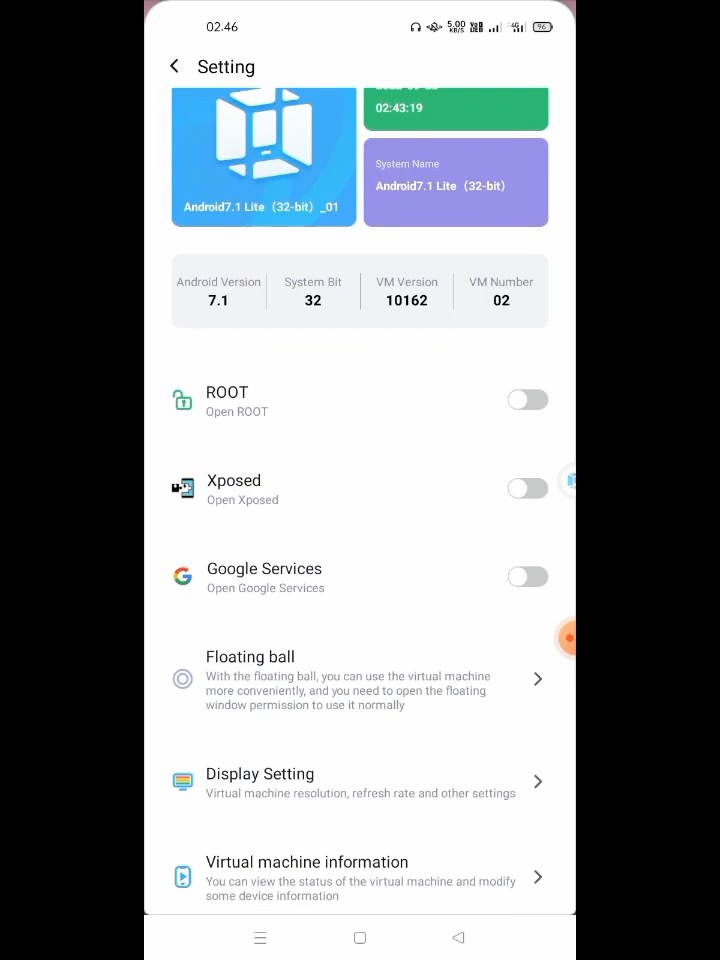 02.46
5.00 KB/S
4G
96
Setting
02:43:19
Android7.1 Lite（32-bit）_01
System Name
Android7.1 Lite（32-bit）
Android Version
System Bit
VM Version
VM Number
7.1
32
10162
02
ROOT
Open ROOT
Xposed
Open Xposed
Google Services
Open Google Services
Floating ball
With the floating ball, you can use the virtual machine
more conveniently, and you need to open the floating
window permission to use it normally
Display Setting
Virtual machine resolution, refresh rate and other settings
Virtual machine information
You can view the status of the virtual machine and modify
some device information